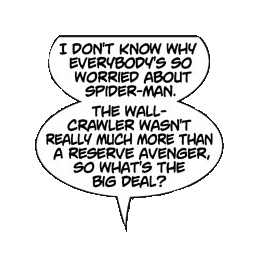 I DON'T KNOW WHY
EVERYBODY'S SO
WORRIED ABOUT
SPIDER-MAN.
THE WALL-
CRAWLER WASN'T
REALLY MUCH MORE THAN
A RESERVE AVENGER,
SO WHAT'S THE
BIG DEAL?